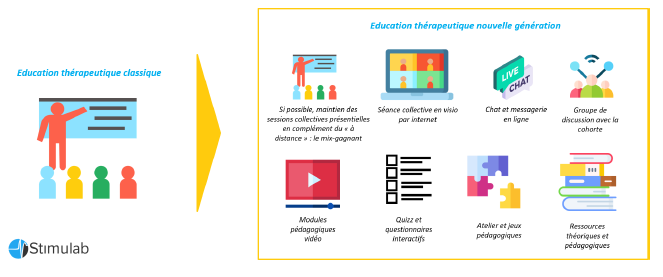 Education thérapeutique classique
Education thérapeutique nouvelle génération
Si possible, maintien des
sessions collectives présentielles
en complément du « à
distance » : le mix-gagnant
Séance collective en visio
par internet
LIVE
CHAT
Chat et messagerie
en ligne
Groupe de
discussion avec la
cohorte
Modules
pédagogiques
vidéo
Quizz et
questionnaires
interactifs
Atelier et jeux
pédagogiques
Ressources
théoriques et
pédagogiques
Stimulab